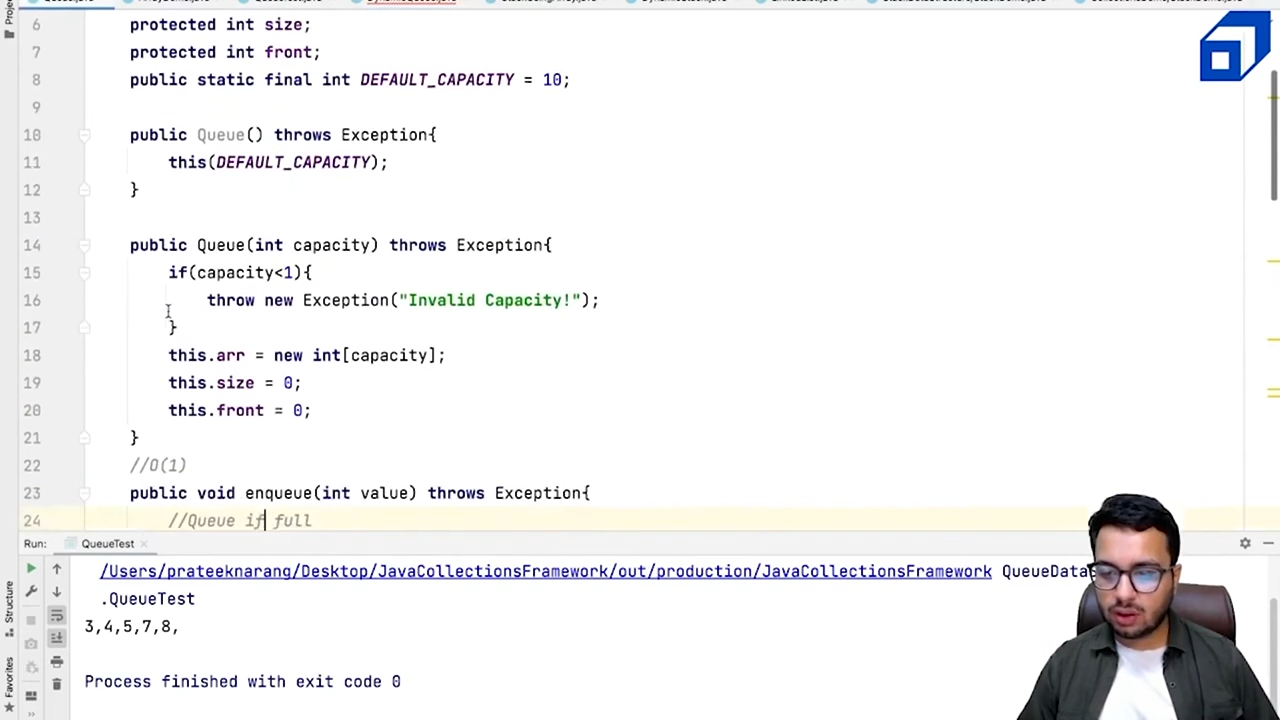 6 protected int size;
7 protected int front;
8 public static final int DEFAULT_CAPACITY = 10;
9
10 public Queue() throws Exception{
11 this(DEFAULT_CAPACITY);
12 }
13
14 public Queue(int capacity) throws Exception{
15 if(capacity<1){
16 throw new Exception("Invalid Capacity!");
17 }
18 this.arr = new int[capacity];
19 this.size = 0;
20 this.front = 0;
21 }
22 //O(1)
23 public void enqueue(int value) throws Exception{
24 //Queue if full
Run: QueueTest
/Users/prateeknarang/Desktop/JavaCollectionsFramework/out/production/JavaCollectionsFramework
.QueueTest
3,4,5,7,8,
Process finished with exit code 0
Structure
Favorites